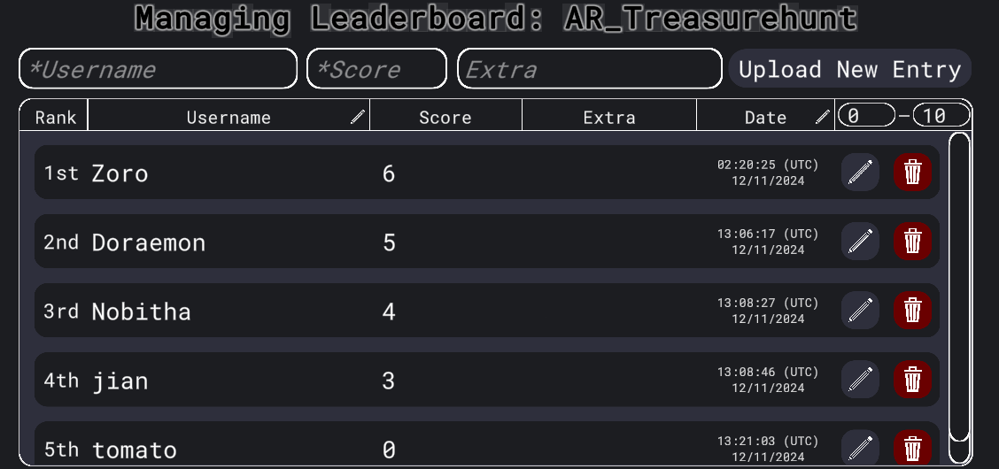 Managing Leaderboard: AR_Treasurehunt
*Username *Score Extra Upload New Entry
Rank Username Score Extra Date 0 – 10
1st Zoro 6 02:20:25 (UTC)
12/11/2024
2nd Doraemon 5 13:06:17 (UTC)
12/11/2024
3rd Nobitha 4 13:08:27 (UTC)
12/11/2024
4th jian 3 13:08:46 (UTC)
12/11/2024
5th tomato 0 13:21:03 (UTC)
12/11/2024